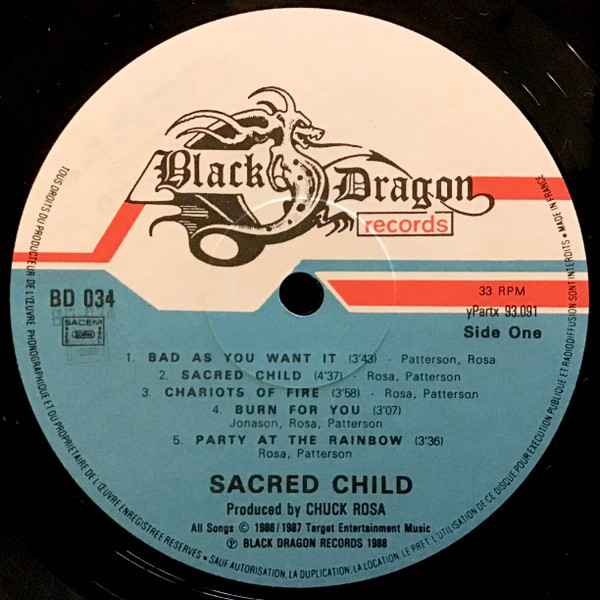 Black Dragon
records
BD 034
SACEM
33 RPM
yPartx 93.091
Side One
1. BAD AS YOU WANT IT (3'43) - Patterson, Rosa
2. SACRED CHILD (4'37) - Rosa, Patterson
3. CHARIOTS OF FIRE (3'58) - Rosa, Patterson
4. BURN FOR YOU (3'07)
Jonason, Rosa, Patterson
5. PARTY AT THE RAINBOW (3'36)
Rosa, Patterson
SACRED CHILD
Produced by CHUCK ROSA
All Songs © 1986/1987 Target Entertainment Music
℗ BLACK DRAGON RECORDS 1988
TOUS DROITS DU PRODUCTEUR DE L'ŒUVRE PHONOGRAPHIQUE ET DU PROPRIETAIRE DE L'ŒUVRE ENREGISTREE RESERVES • SAUF AUTORISATION, LA DUPLICATION, LA LOCATION, LE PRET, L'UTILISATION DE CE DISQUE POUR EXECUTION PUBLIQUE ET RADIODIFFUSION SONT INTERDITS • MADE IN FRANCE